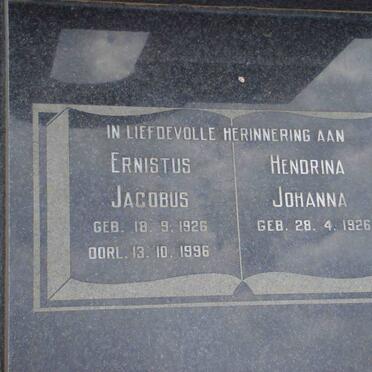 IN LIEFDEVOLLE HERINNERING AAN
ERNISTUS
JACOBUS
GEB. 18. 9. 1926
OORL. 13. 10. 1996
HENDRINA
JOHANNA
GEB. 28. 4. 1926